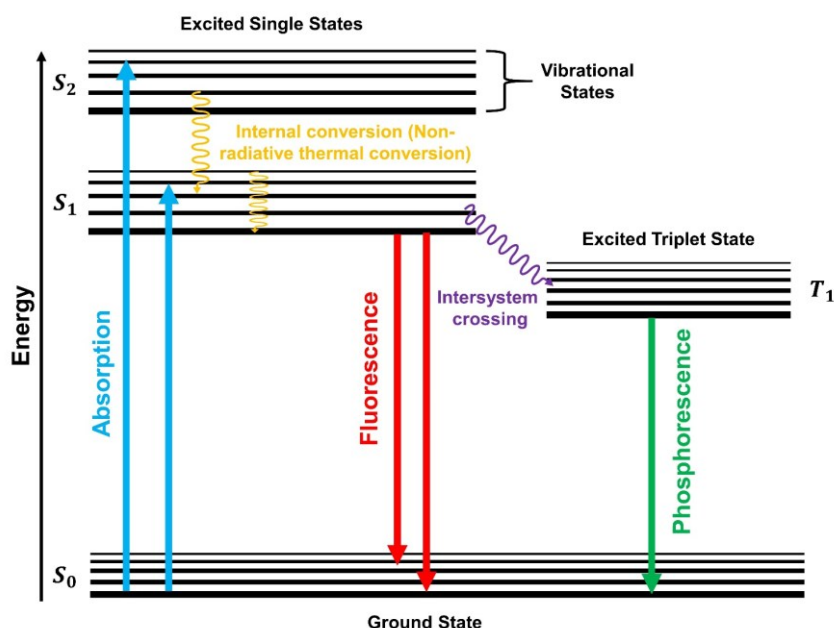 Excited Single States
S₂
Vibrational
States
Internal conversion (Non-
radiative thermal conversion)
S₁
Excited Triplet State
T₁
Intersystem
crossing
Energy
Absorption
Fluorescence
Phosphorescence
S₀
Ground State